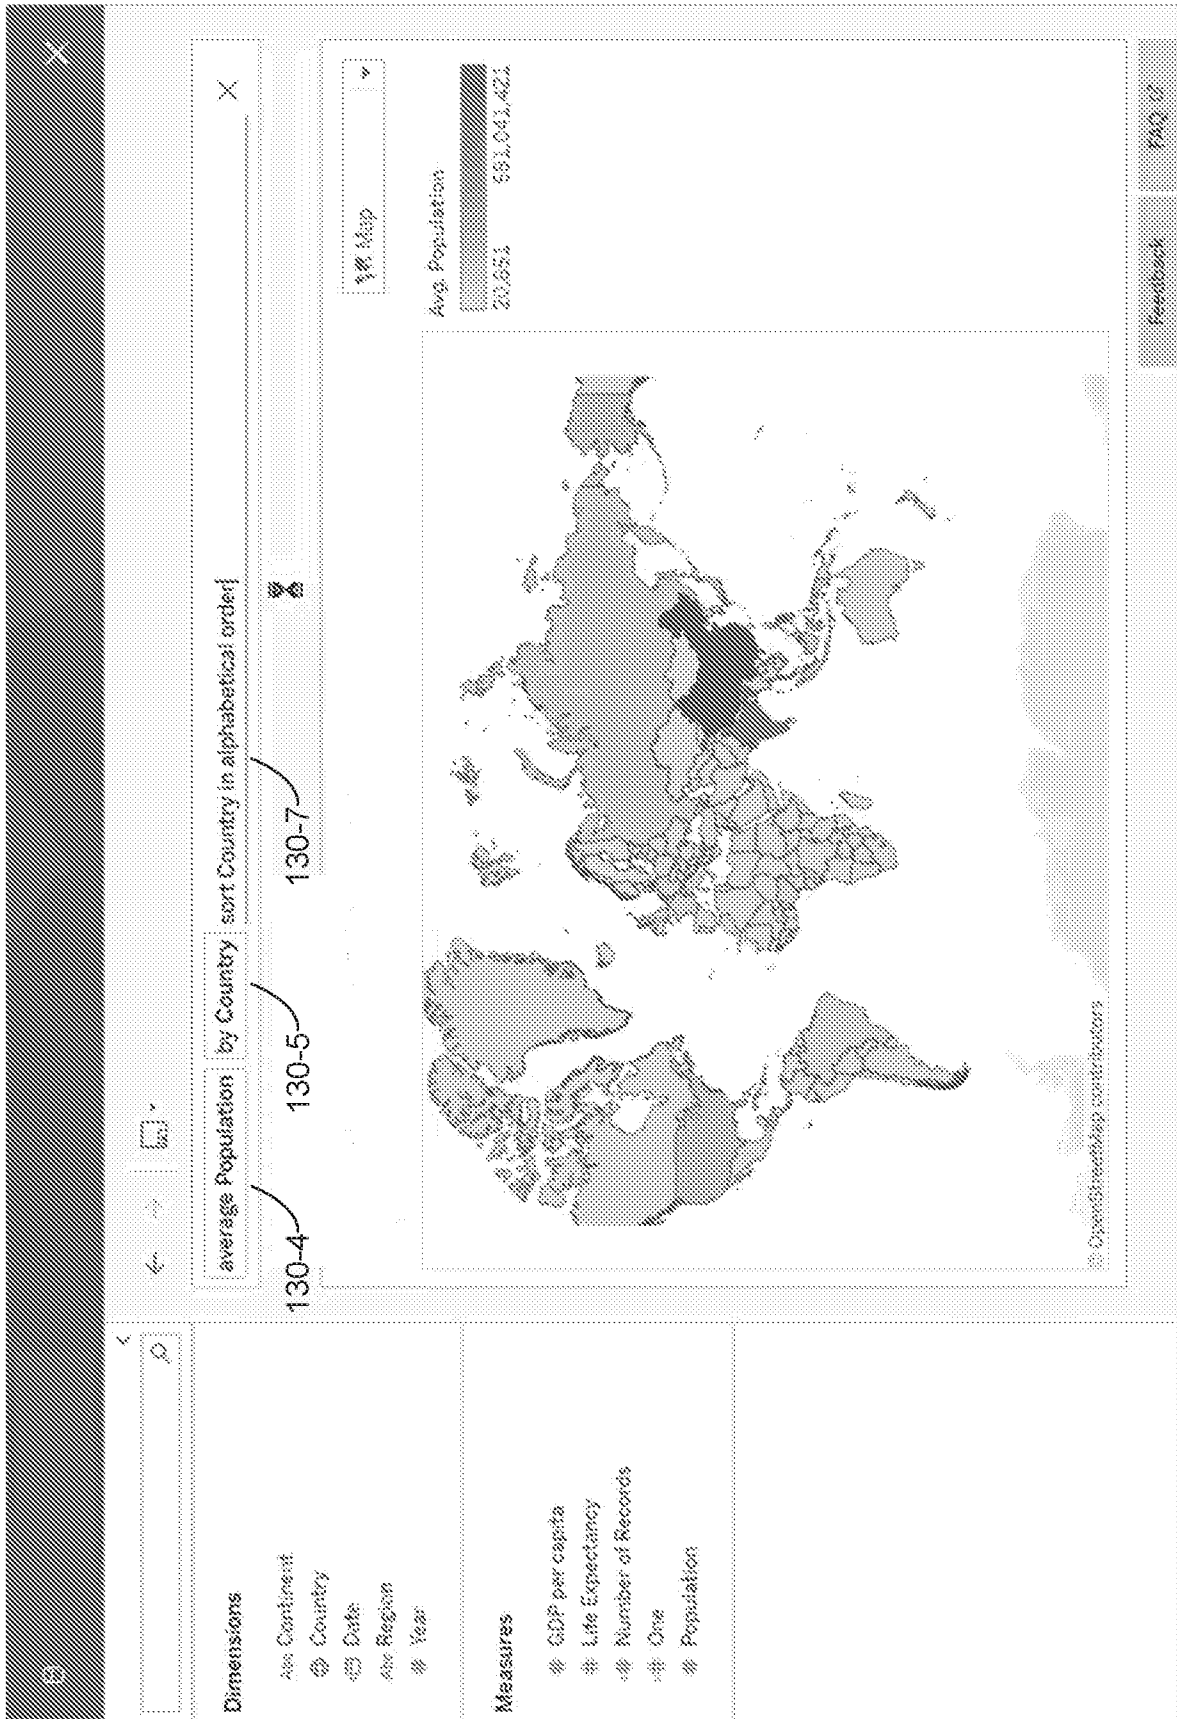 average Population by Country sort Country in alphabetical order
130-4
130-5
130-7
Dimensions
Abc Continent
Country
Date
Abc Region
# Year
Measures
# GDP per capita
# Life Expectancy
# Number of Records
# One
# Population
Map
Avg. Population
© OpenStreetMap contributors
Feedback
FAQ